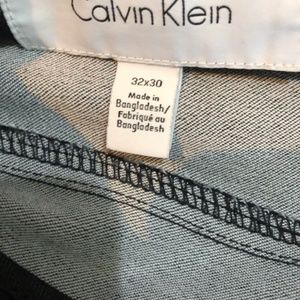 Calvin Klein
32x30
Made in
Bangladesh/
Fabriqué au
Bangladesh